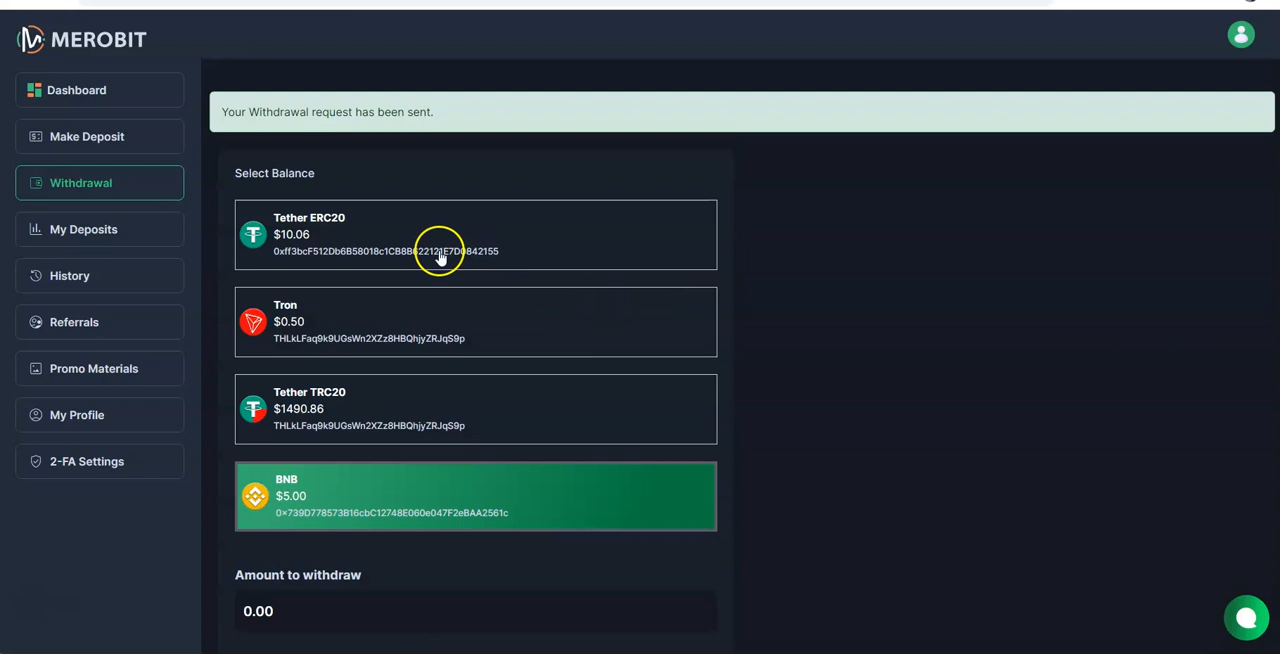 MEROBIT
Dashboard
Make Deposit
Withdrawal
My Deposits
History
Referrals
Promo Materials
My Profile
2-FA Settings
Your Withdrawal request has been sent.
Select Balance
Tether ERC20
$10.06
Tron
$0.50
THLkLFaq9k9UGsWn2XZz8HBQhjyZRJqS9p
Tether TRC20
$1490.86
THLkLFaq9k9UGsWn2XZz8HBQhjyZRJqS9p
BNB
$5.00
0x739D778573B16cbC12748E060e047F2eBAA2561c
Amount to withdraw
0.00